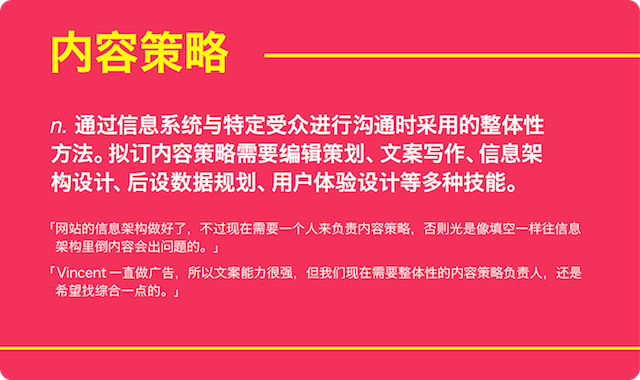 内容策略
n. 通过信息系统与特定受众进行沟通时采用的整体性
方法。拟订内容策略需要编辑策划、文案写作、信息架
构设计、后设数据规划、用户体验设计等多种技能。
「网站的信息架构做好了，不过现在需要一个人来负责内容策略，否则光是像填空一样往信息
架构里倒内容会出问题的。」
「Vincent 一直做广告，所以文案能力很强，但我们现在需要整体性的内容策略负责人，还是
希望找综合一点的。」